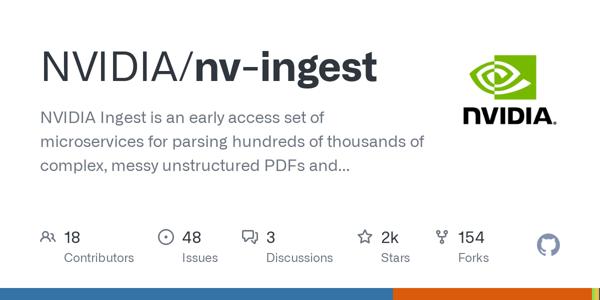 NVIDIA/nv-ingest
NVIDIA Ingest is an early access set of
microservices for parsing hundreds of thousands of
complex, messy unstructured PDFs and...
NVIDIA.
18
Contributors
48
Issues
3
Discussions
2k
Stars
154
Forks